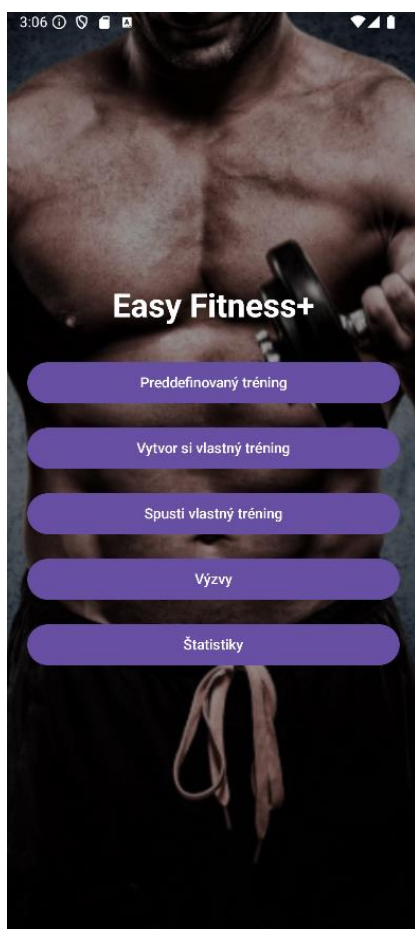 3:06
Easy Fitness+
Preddefinovaný tréning
Vytvor si vlastný tréning
Spusti vlastný tréning
Výzvy
Štatistiky